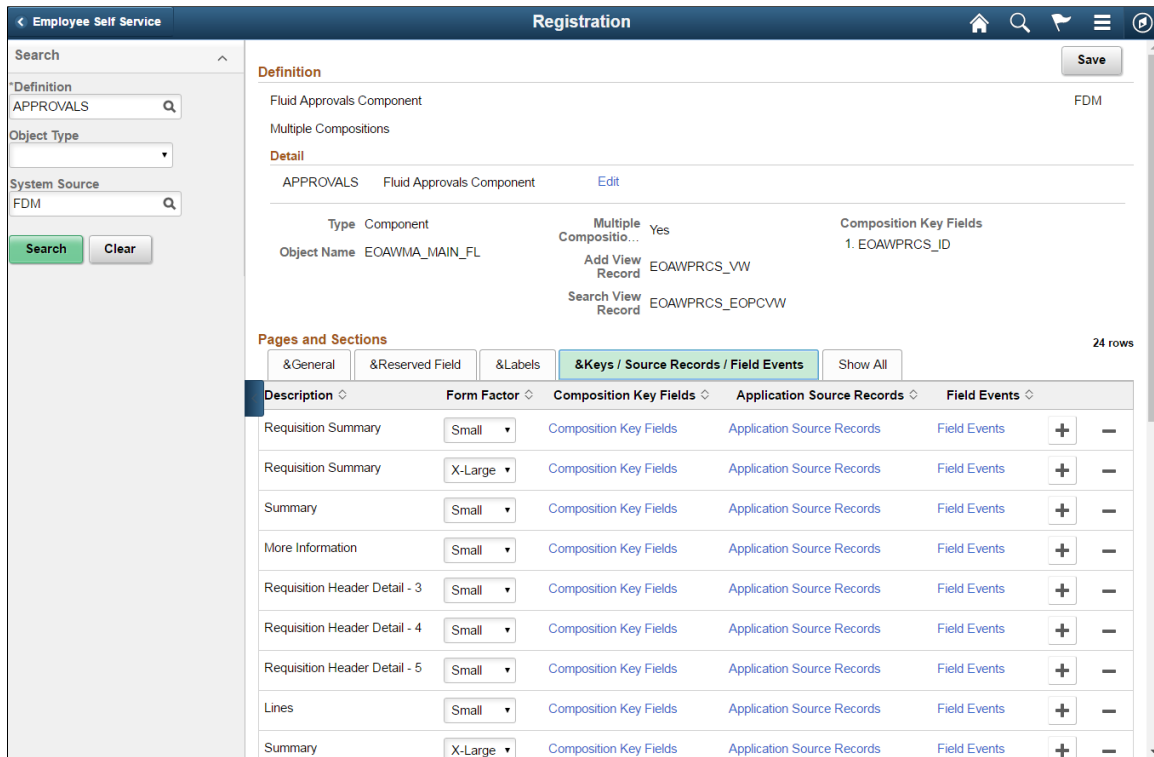 Employee Self Service
Registration
Search
*Definition
APPROVALS
Object Type
System Source
FDM
Search Clear
Save
Definition
Fluid Approvals Component FDM
Multiple Compositions
Detail
APPROVALS Fluid Approvals Component Edit
Type Component
Object Name EOAWMA_MAIN_FL
Multiple Compositio... Yes
Add View Record EOAWPRCS_VW
Search View Record EOAWPRCS_EOPCVW
Composition Key Fields
1. EOAWPRCS_ID
Pages and Sections 24 rows
&General &Reserved Field &Labels &Keys / Source Records / Field Events Show All
Description Form Factor Composition Key Fields Application Source Records Field Events
Requisition Summary Small Composition Key Fields Application Source Records Field Events
Requisition Summary X-Large Composition Key Fields Application Source Records Field Events
Summary Small Composition Key Fields Application Source Records Field Events
More Information Small Composition Key Fields Application Source Records Field Events
Requisition Header Detail - 3 Small Composition Key Fields Application Source Records Field Events
Requisition Header Detail - 4 Small Composition Key Fields Application Source Records Field Events
Requisition Header Detail - 5 Small Composition Key Fields Application Source Records Field Events
Lines Small Composition Key Fields Application Source Records Field Events
Summary X-Large Composition Key Fields Application Source Records Field Events